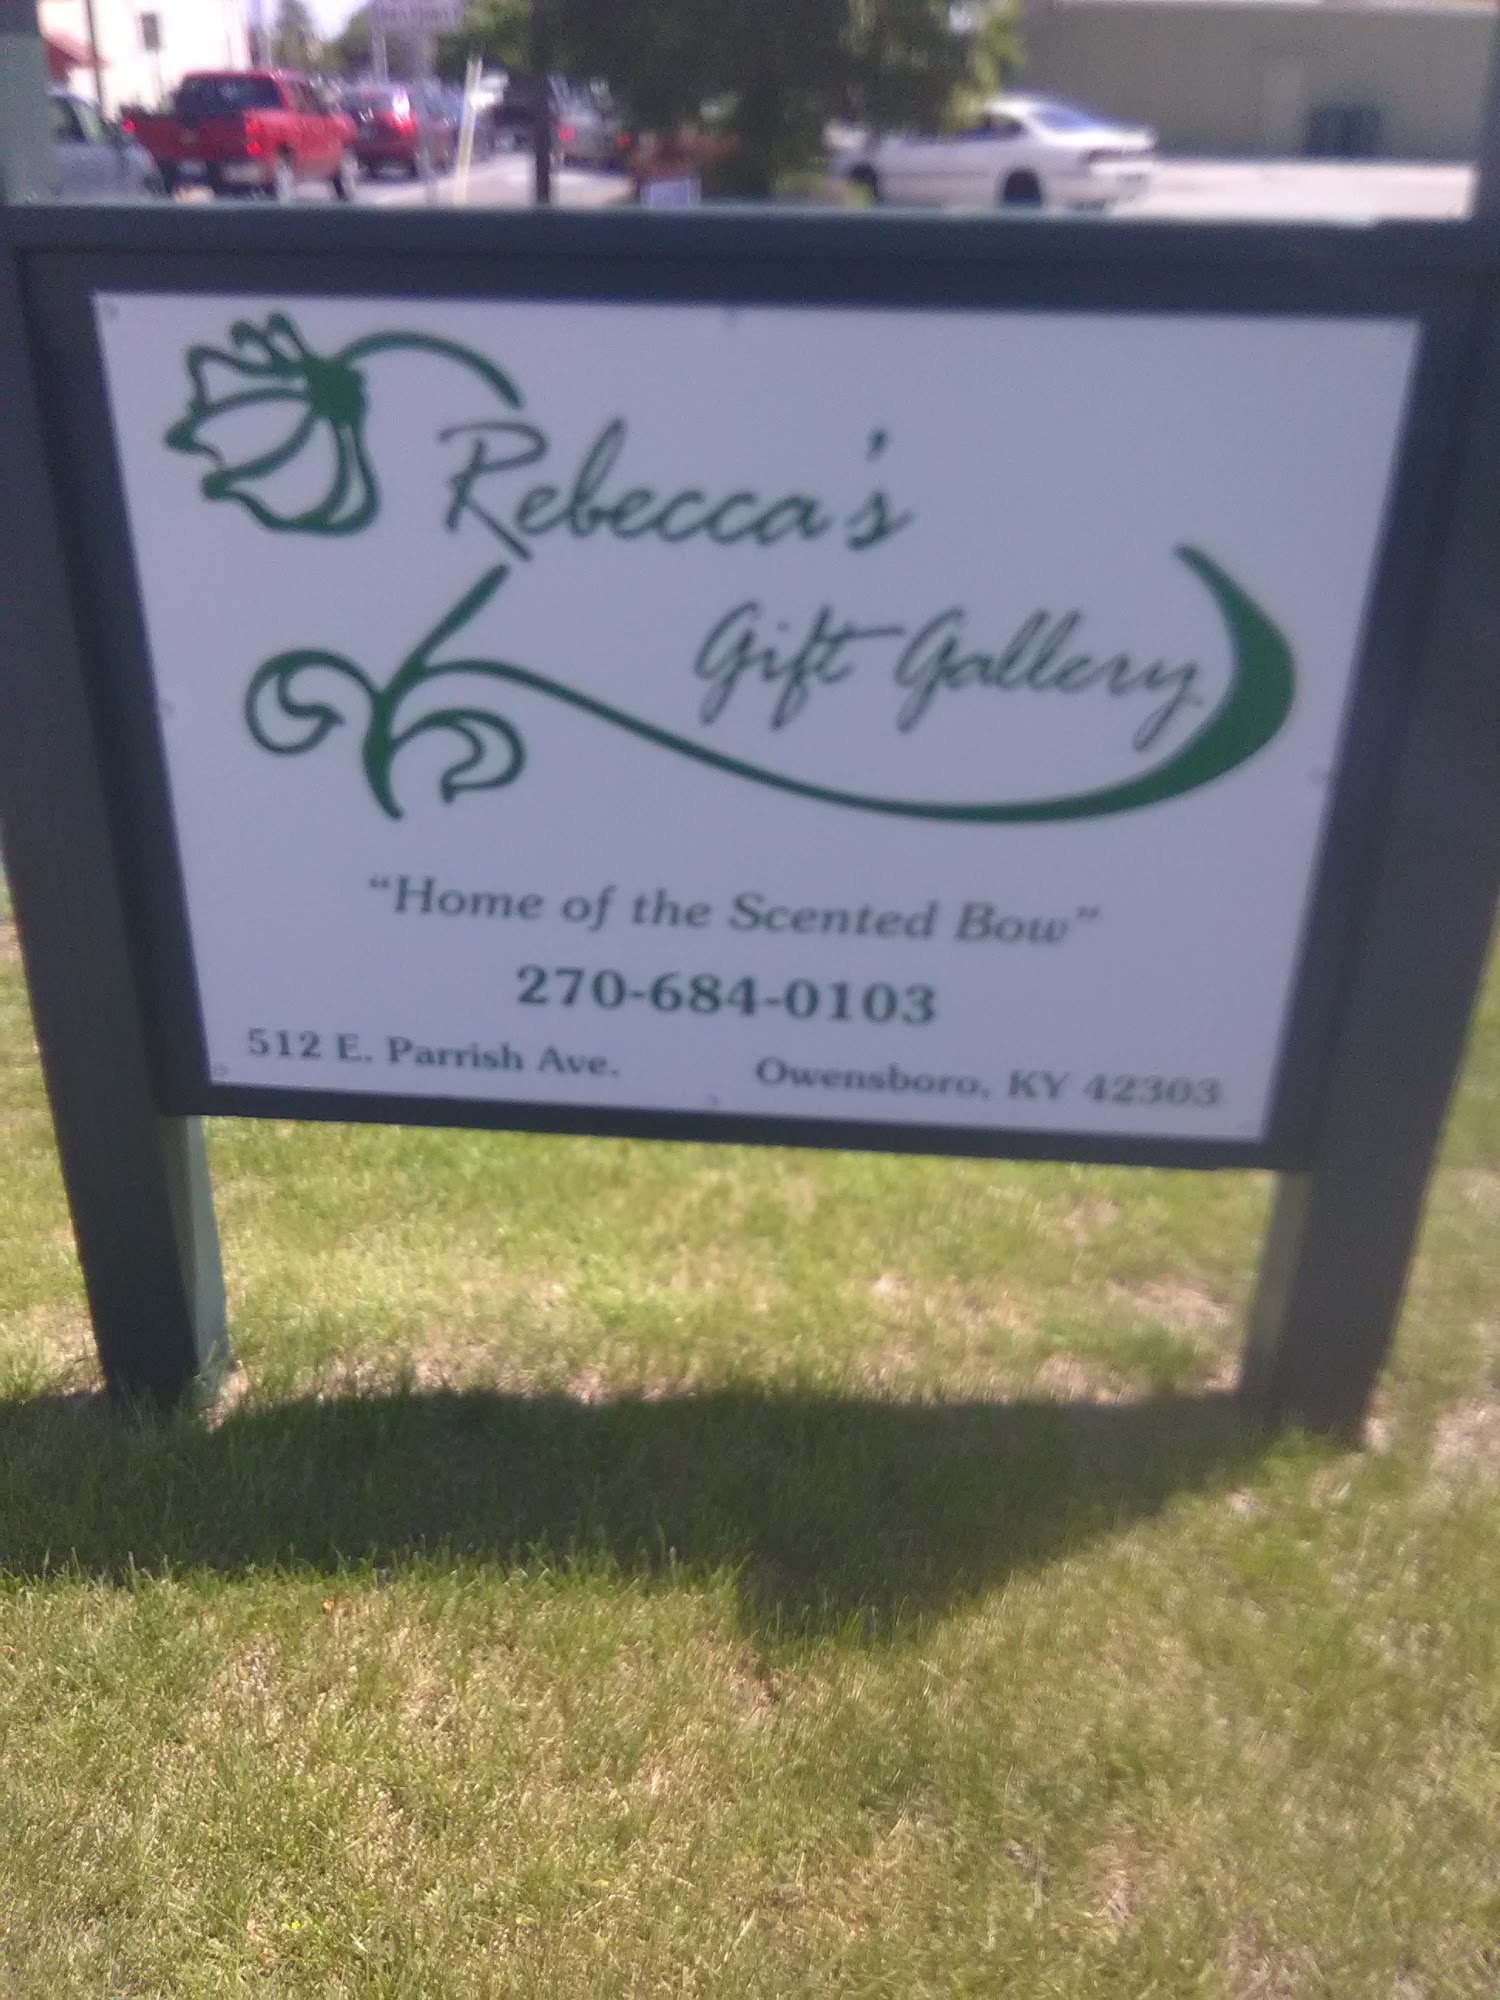 Rebecca's
Gift Gallery
“Home of the Scented Bow”
270-684-0103
512 E. Parrish Ave. Owensboro, KY 42303